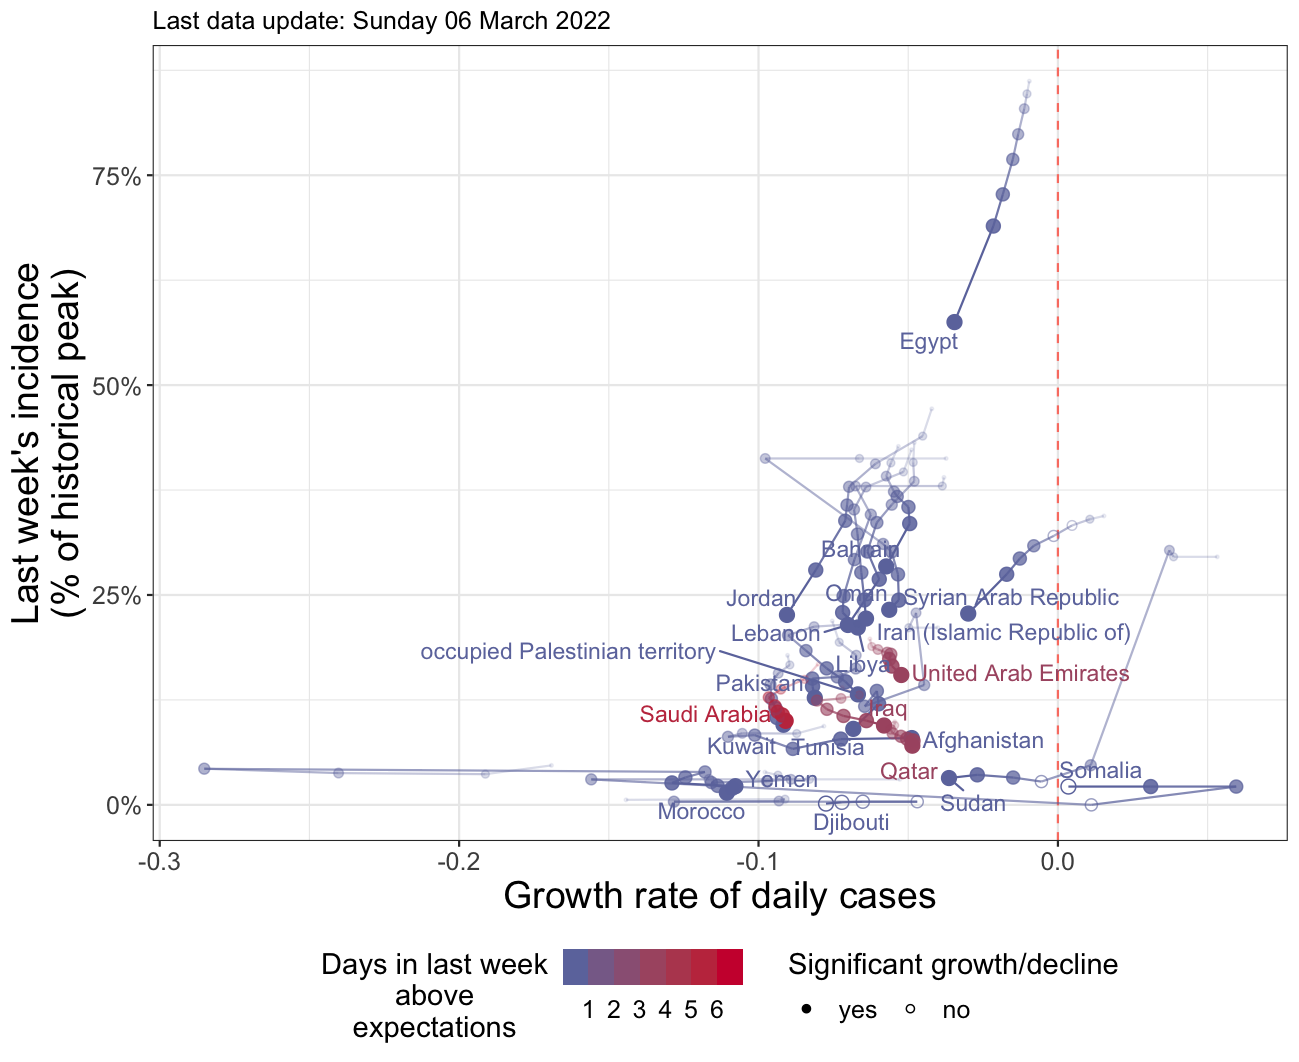 Last data update: Sunday 06 March 2022
Last week's incidence
(% of historical peak)
75%
50%
25%
0%
Egypt
Bahrain
Oman
Jordan
Syrian Arab Republic
Lebanon
Iran (Islamic Republic of)
occupied Palestinian territory
Libya
United Arab Emirates
Pakistan
Saudi Arabia
Iraq
Kuwait
Tunisia
Afghanistan
Qatar
Somalia
Yemen
Sudan
Morocco
Djibouti
-0.3
-0.2
-0.1
0.0
Growth rate of daily cases
Days in last week
above
expectations
1 2 3 4 5 6
Significant growth/decline
yes
no